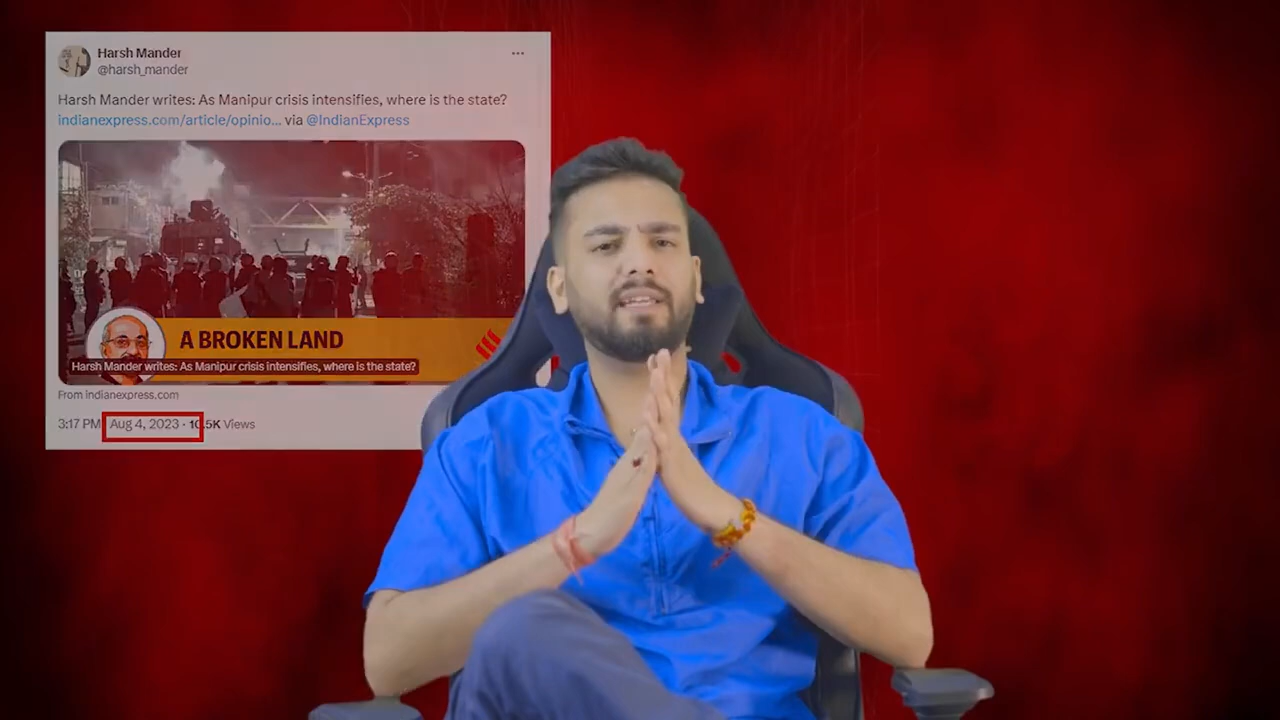 Harsh Mander
@harsh_mander
Harsh Mander writes: As Manipur crisis intensifies, where is the state?
indianexpress.com/article/opinio... via @IndianExpress
A BROKEN LAND
Harsh Mander writes: As Manipur crisis intensifies, where is the state?
From indianexpress.com
3:17 PM Aug 4, 2023 · 10.5K Views